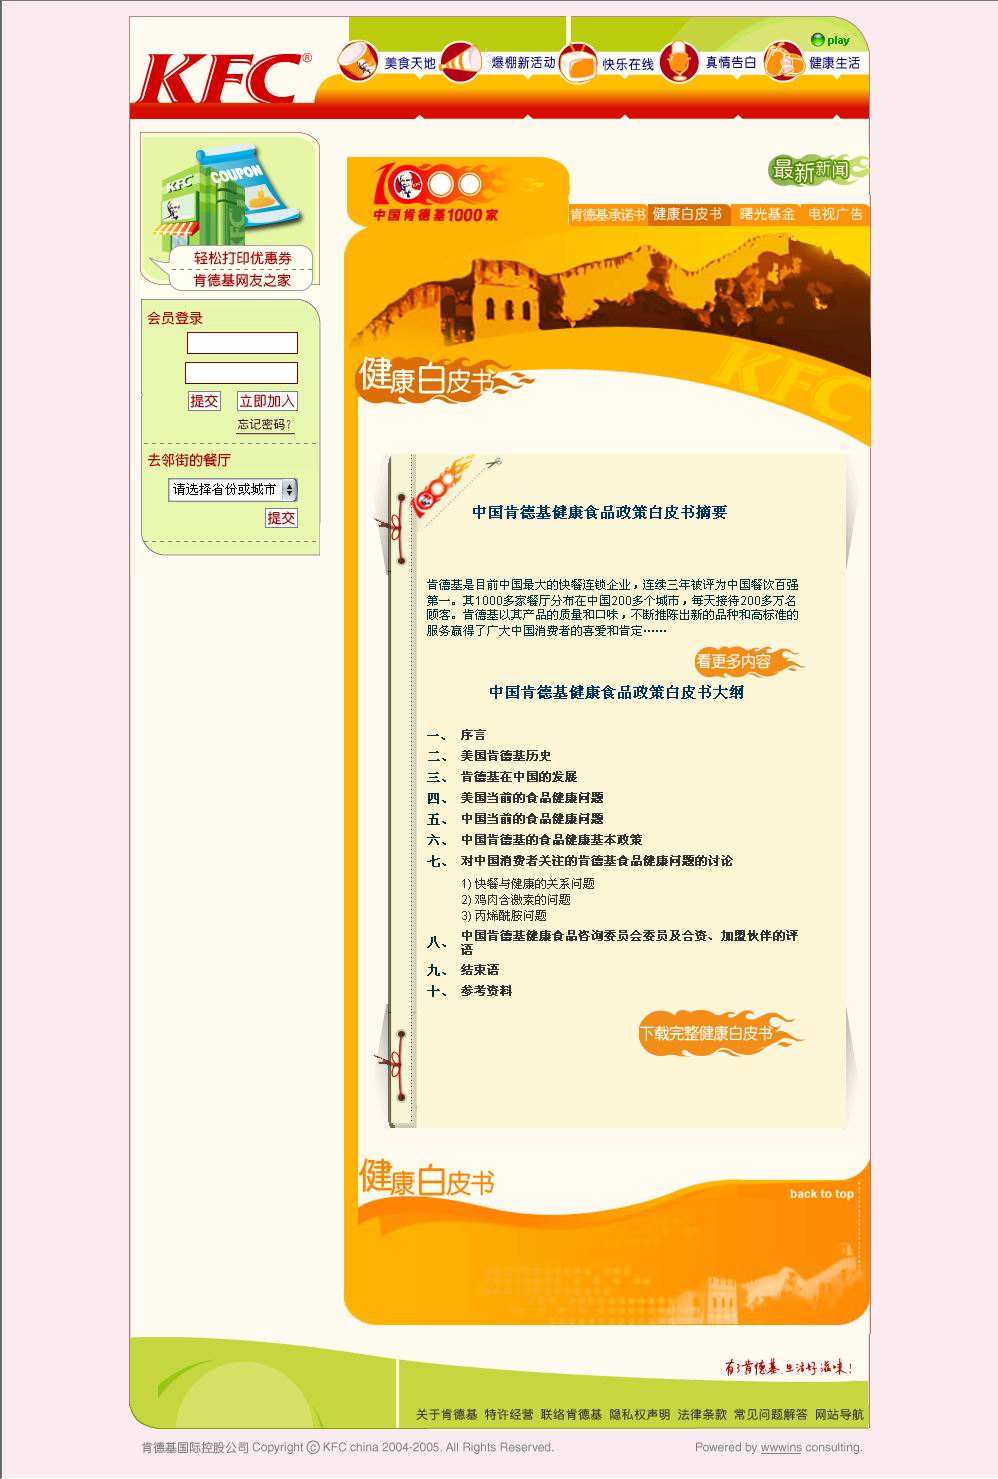 KFC®
play
美食天地
爆棚新活动
快乐在线
真情告白
健康生活
KFC
COUPON
KFC
轻松打印优惠券
肯德基网友之家
会员登录
提交
立即加入
忘记密码?
去邻街的餐厅
请选择省份或城市
提交
1000
中国肯德基1000家
最新新闻
肯德基承诺书
健康白皮书
曙光基金
电视广告
KFC
健康白皮书
1000
中国肯德基健康食品政策白皮书摘要
肯德基是目前中国最大的快餐连锁企业，连续三年被评为中国餐饮百强
第一。其1000多家餐厅分布在中国200多个城市，每天接待200多万名
顾客。肯德基以其产品的质量和口味，不断推陈出新的品种和高标准的
服务赢得了广大中国消费者的喜爱和肯定……
看更多内容
中国肯德基健康食品政策白皮书大纲
一、 序言
二、 美国肯德基历史
三、 肯德基在中国的发展
四、 美国当前的食品健康问题
五、 中国当前的食品健康问题
六、 中国肯德基的食品健康基本政策
七、 对中国消费者关注的肯德基食品健康问题的讨论
1) 快餐与健康的关系问题
2) 鸡肉含激素的问题
3) 丙烯酰胺问题
八、 中国肯德基健康食品咨询委员会委员及合资、加盟伙伴的评
语
九、 结束语
十、 参考资料
下载完整健康白皮书
健康白皮书
back to top
有了肯德基，生活好滋味！
关于肯德基 特许经营 联络肯德基 隐私权声明 法律条款 常见问题解答 网站导航
肯德基国际控股公司 Copyright ⓒ KFC china 2004-2005. All Rights Reserved.
Powered by wwwins consulting.